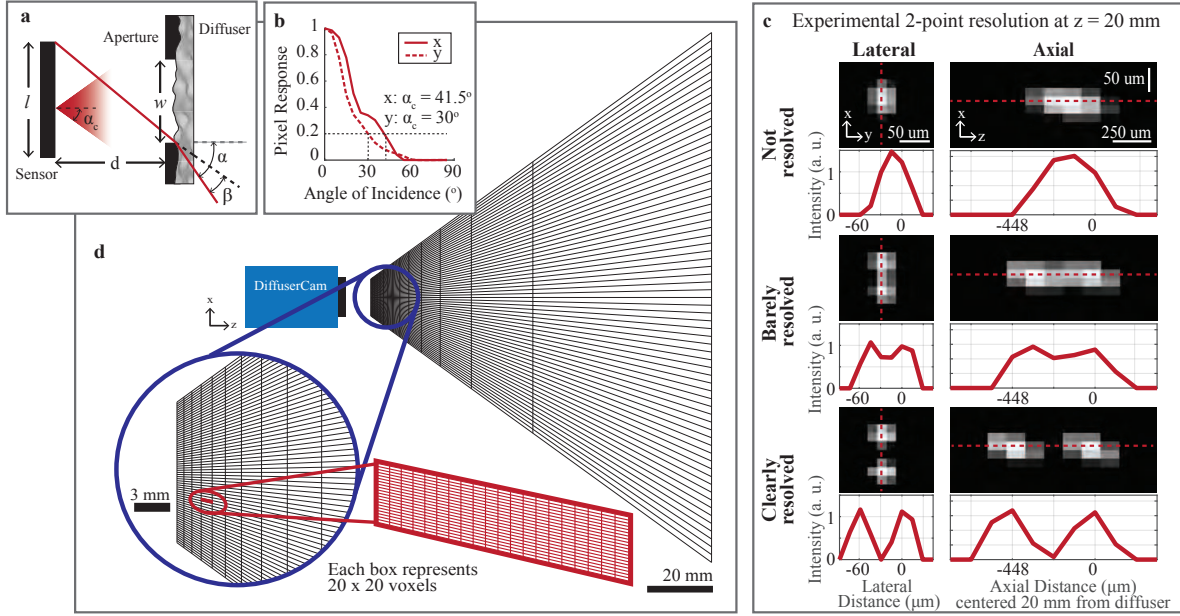 a
Aperture
Diffuser
l
αc
w
d
Sensor
α
β
b
Pixel Response
1
0.8
0.6
0.4
0.2
0
x
y
x: αc = 41.5°
y: αc = 30°
0
30
60
90
Angle of Incidence (°)
c Experimental 2-point resolution at z = 20 mm
Lateral
Axial
Not
resolved
x
y
50 um
50 um
x
z
250 um
Intensity (a. u.)
1
0
-60
0
-448
0
Barely
resolved
Intensity (a. u.)
1
0
-60
0
-448
0
Clearly
resolved
Intensity (a. u.)
1
0
-60
0
-448
0
Lateral
Distance (μm)
Axial Distance (μm)
centered 20 mm from diffuser
d
DiffuserCam
x
z
3 mm
Each box represents
20 x 20 voxels
20 mm